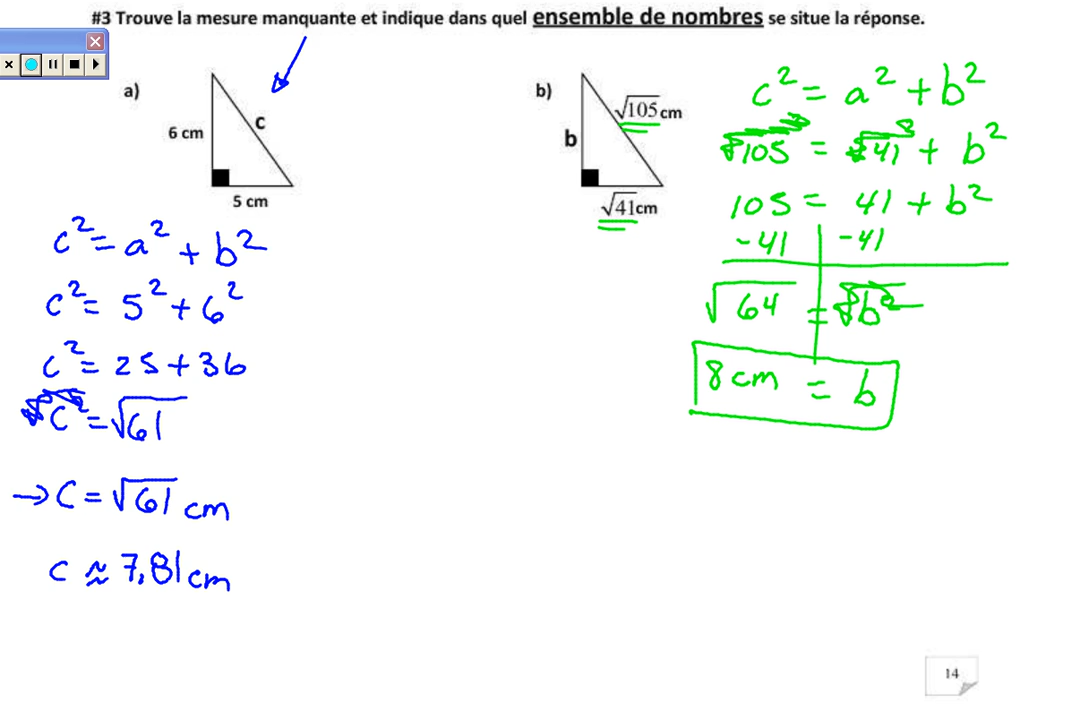 #3 Trouve la mesure manquante et indique dans quel ensemble de nombres se situe la réponse.
a)
6 cm
c
5 cm
c² = a² + b²
c² = 5² + 6²
c² = 25 + 36
√c² = √61
→ c = √61 cm
c ≈ 7,81 cm
b)
√105 cm
b
√41 cm
c² = a² + b²
√105² = √41² + b²
105 = 41 + b²
-41 -41
√64 = √b²
8 cm = b
14